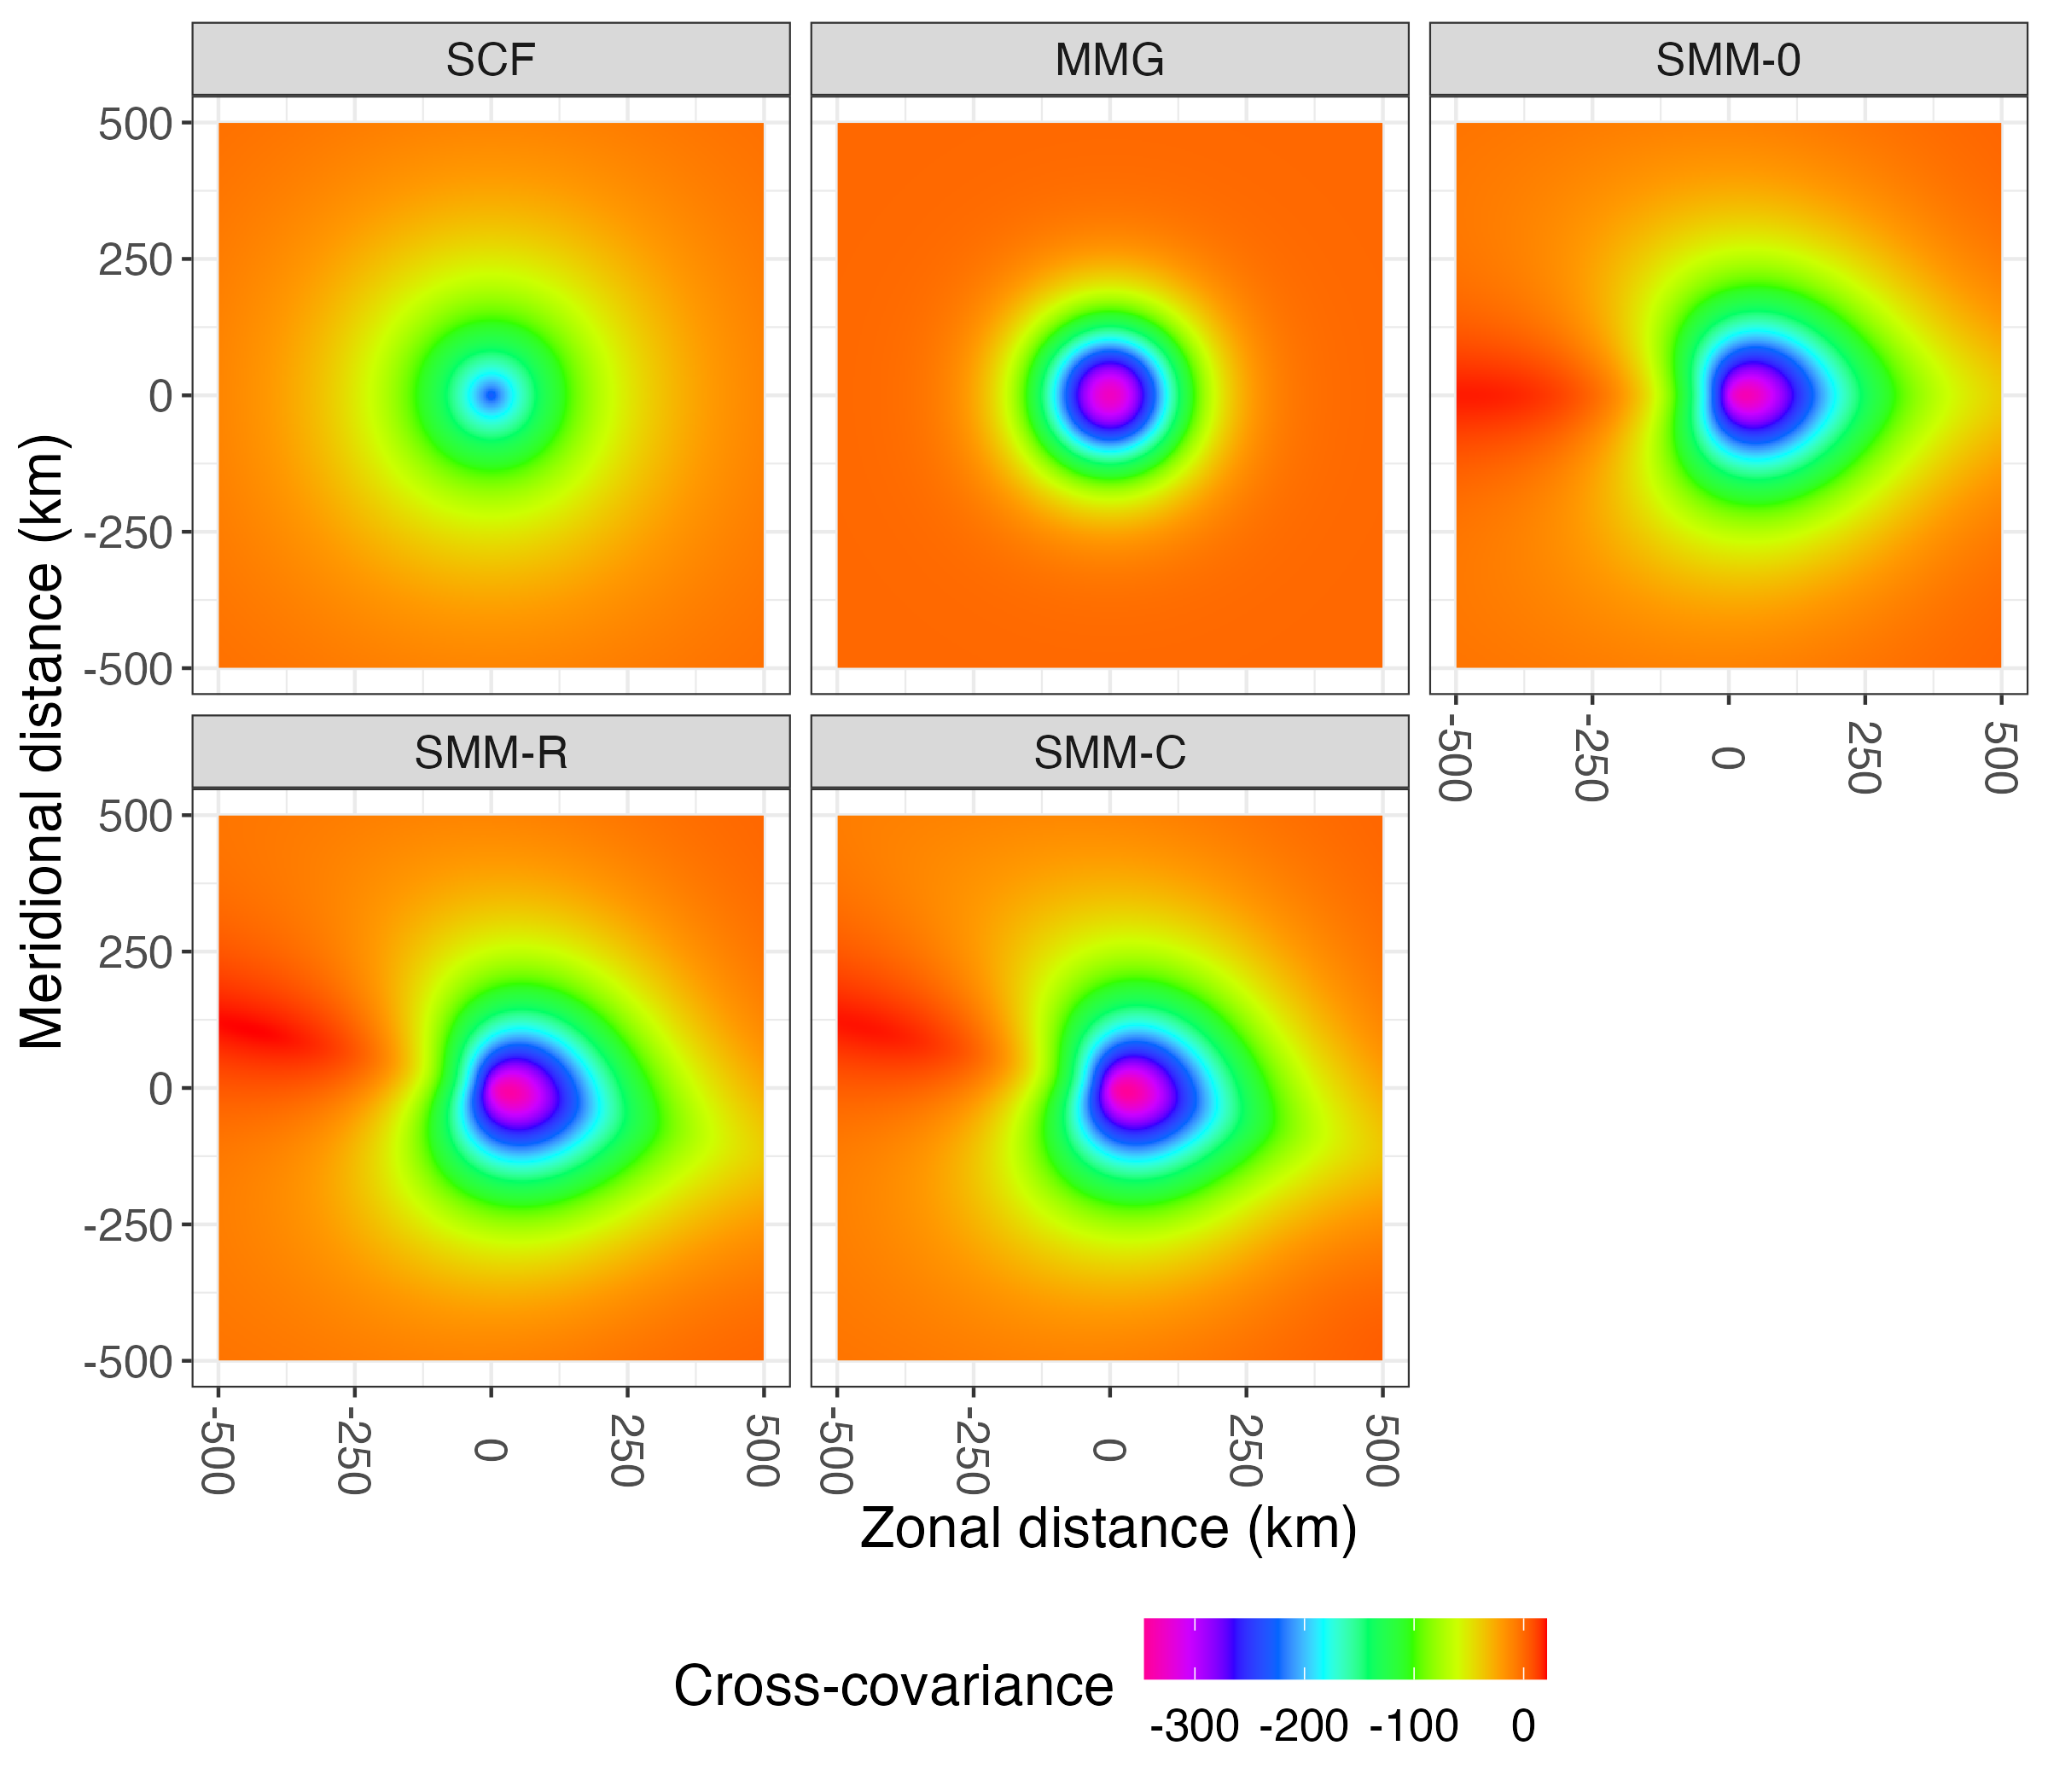 SCF MMG SMM-0
500
250
0
-250
-500
-500 -250 0 250 500
SMM-R SMM-C
500
250
0
-250
-500
-500 -250 0 250 500 -500 -250 0 250 500
Meridional distance (km)
Zonal distance (km)
Cross-covariance
-300 -200 -100 0